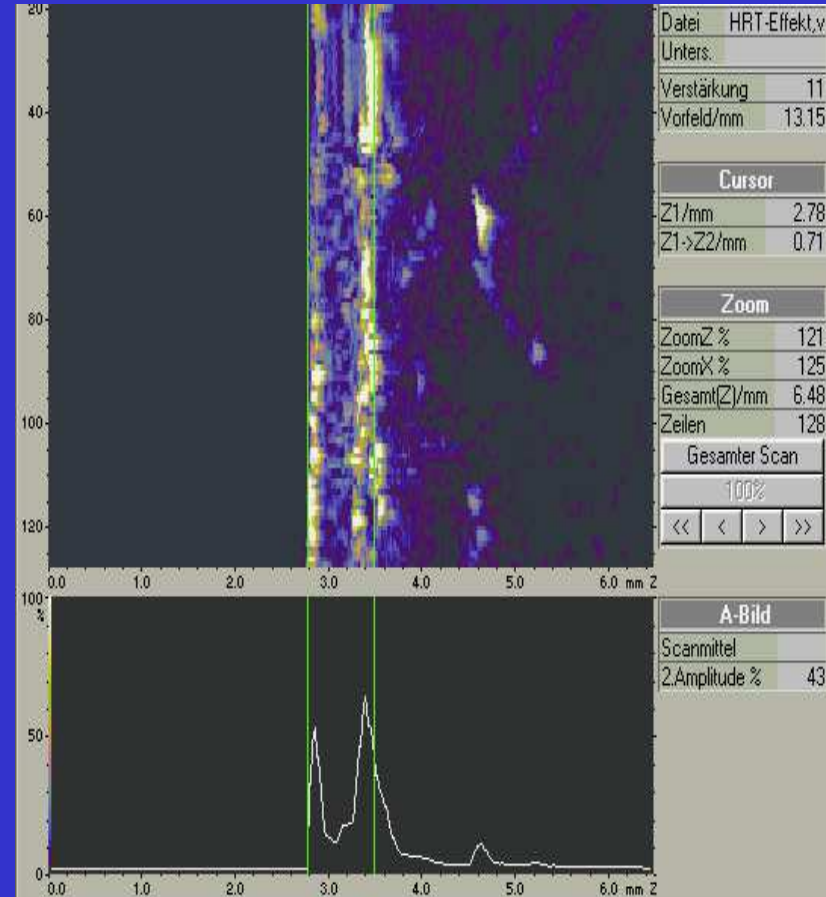 20
40
60
80
100
120
0.0 1.0 2.0 3.0 4.0 5.0 6.0 mm Z
100
%
50
0
0.0 1.0 2.0 3.0 4.0 5.0 6.0 mm Z
Datei HRT-Effekt,v
Unters.
Verstärkung 11
Vorfeld/mm 13.15
Cursor
Z1/mm 2.78
Z1->Z2/mm 0.71
Zoom
ZoomZ % 121
ZoomX % 125
Gesamt(Z)/mm 6.48
Zeilen 128
Gesamter Scan
100%
<< < > >>
A-Bild
Scanmittel
2.Amplitude % 43